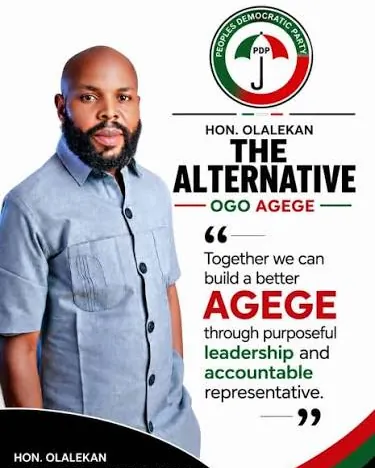 PEOPLES DEMOCRATIC PARTY
PDP
HON. OLALEKAN
THE
ALTERNATIVE
OGO AGEGE
“
Together we can
build a better
AGEGE
through purposeful
leadership and
accountable
representative.
”
HON. OLALEKAN